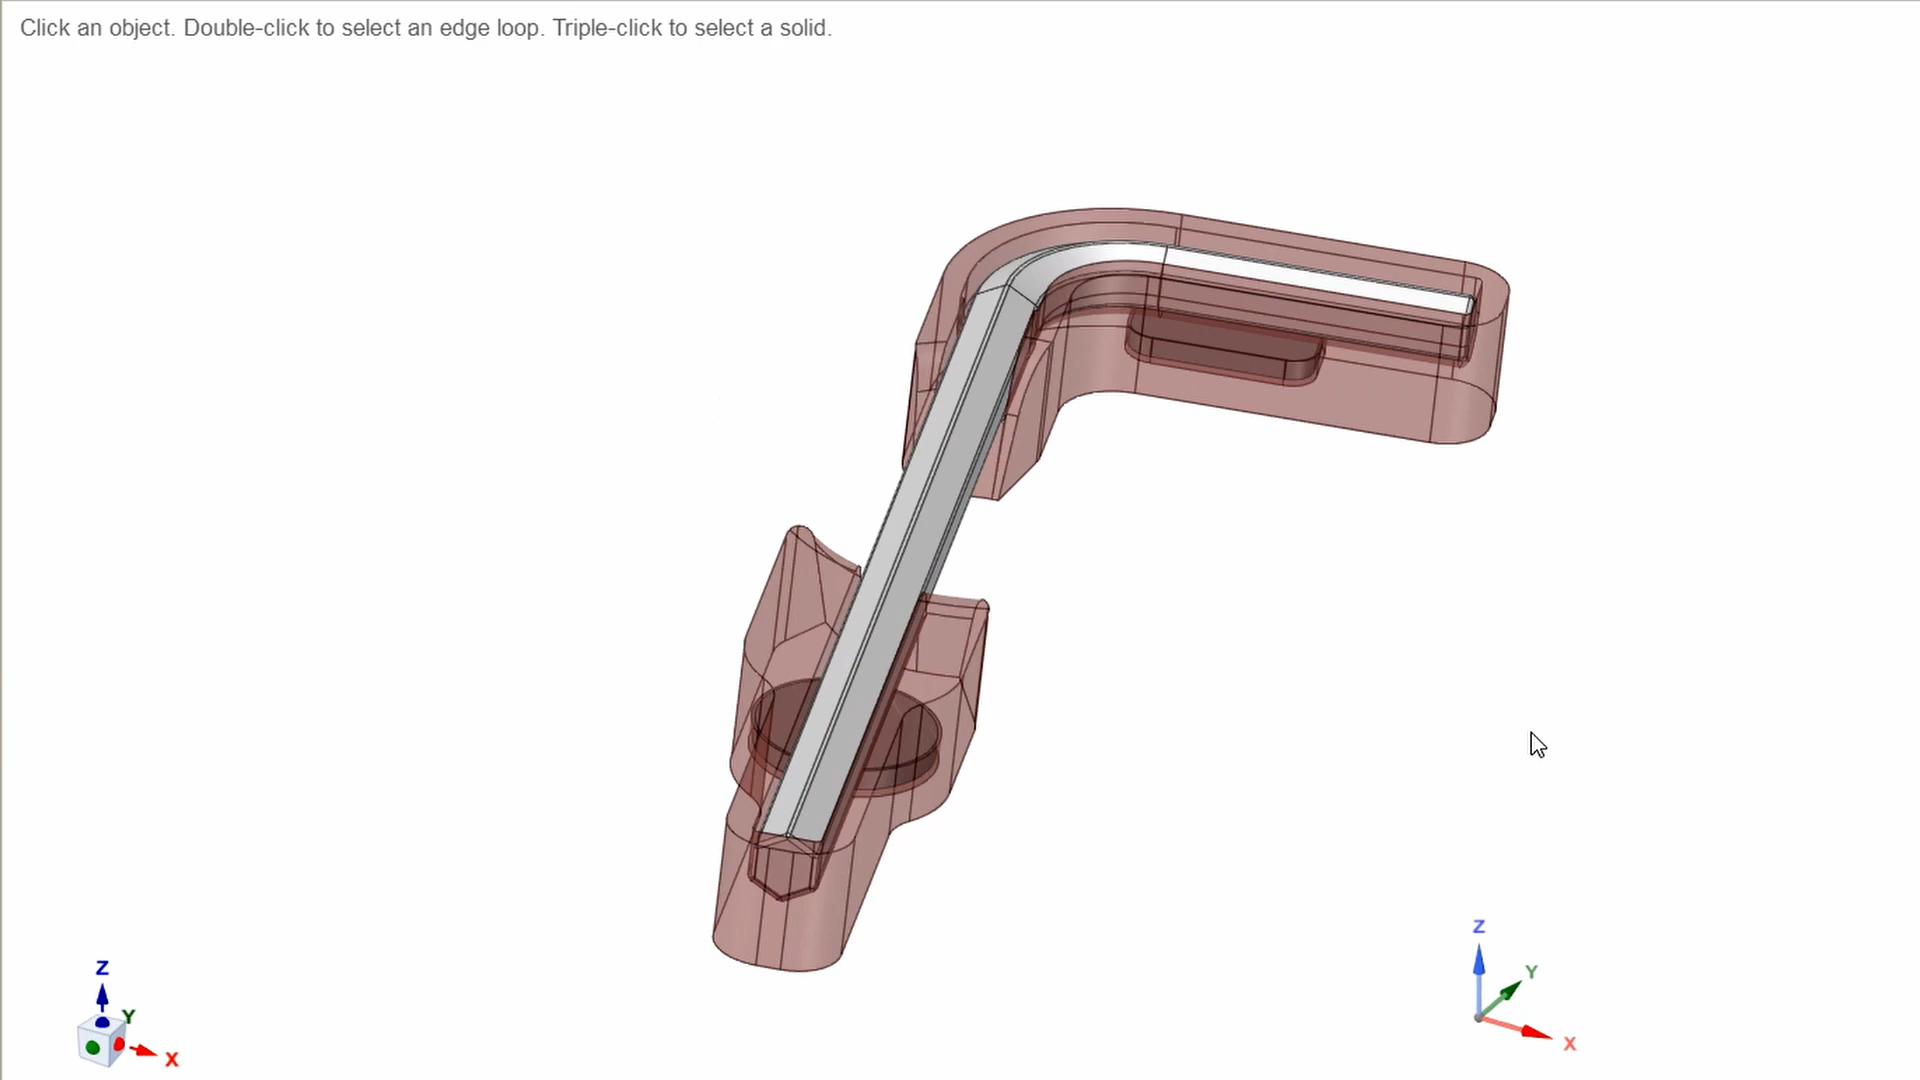 Click an object. Double-click to select an edge loop. Triple-click to select a solid.
Z
Y
X
Z
Y
X